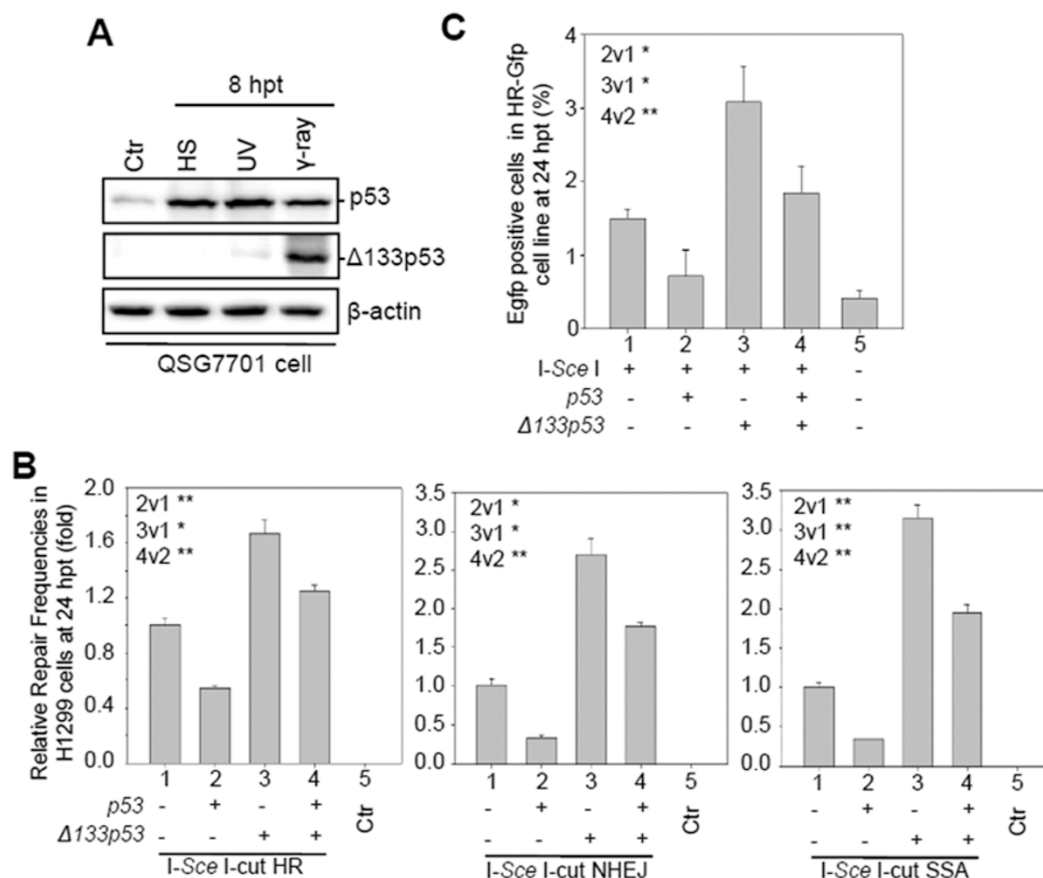 A
8 hpt
Ctr
HS
UV
γ-ray
p53
Δ133p53
β-actin
QSG7701 cell
C
Egfp positive cells in HR-Gfp
cell line at 24 hpt (%)
4
3
2
1
0
2v1 *
3v1 *
4v2 **
1 2 3 4 5
I-Sce I + + + + -
p53 - + - + -
Δ133p53 - - + + -
B
Relative Repair Frequencies in
H1299 cells at 24 hpt (fold)
2.0
1.6
1.2
0.8
0.4
0.0
2v1 **
3v1 *
4v2 **
1 2 3 4 5
p53 - + - + Ctr
Δ133p53 - - + +
I-Sce I-cut HR
3.5
3.0
2.5
2.0
1.5
1.0
0.5
0.0
2v1 *
3v1 *
4v2 **
1 2 3 4 5
- + - + Ctr
- - + +
I-Sce I-cut NHEJ
3.5
3.0
2.5
2.0
1.5
1.0
0.5
0.0
2v1 **
3v1 **
4v2 **
1 2 3 4 5
- + - + Ctr
- - + +
I-Sce I-cut SSA